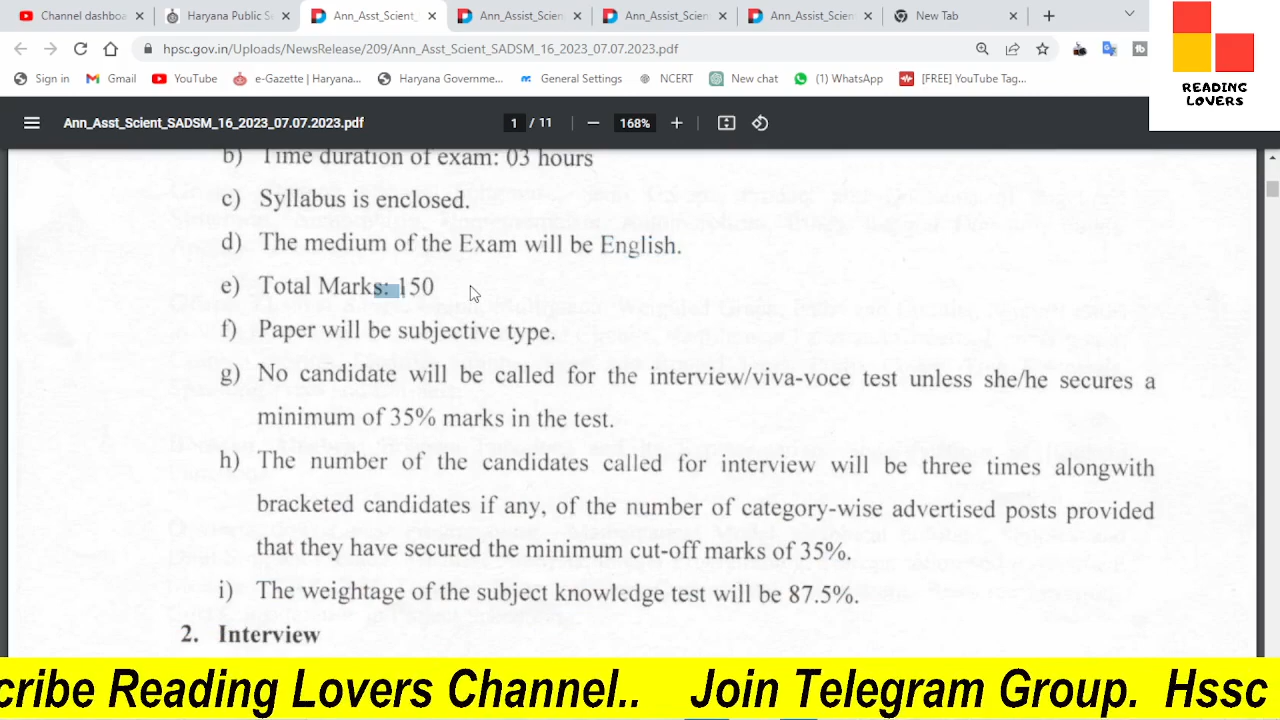 Channel dashboa
Haryana Public S
Ann_Asst_Scient_
Ann_Assist_Scien
Ann_Assist_Scien
Ann_Assist_Scien
New Tab
hpsc.gov.in/Uploads/NewsRelease/209/Ann_Asst_Scient_SADSM_16_2023_07.07.2023.pdf
Sign in
Gmail
YouTube
e-Gazette | Haryana...
Haryana Governme...
General Settings
NCERT
New chat
(1) WhatsApp
[FREE] YouTube Tag...
READING
LOVERS
Ann_Asst_Scient_SADSM_16_2023_07.07.2023.pdf
1 / 11
168%
b) Time duration of exam: 03 hours
c) Syllabus is enclosed.
d) The medium of the Exam will be English.
e) Total Marks: 150
f) Paper will be subjective type.
g) No candidate will be called for the interview/viva-voce test unless she/he secures a
minimum of 35% marks in the test.
h) The number of the candidates called for interview will be three times alongwith
bracketed candidates if any, of the number of category-wise advertised posts provided
that they have secured the minimum cut-off marks of 35%.
i) The weightage of the subject knowledge test will be 87.5%.
2. Interview
cribe Reading Lovers Channel.. Join Telegram Group. Hssc